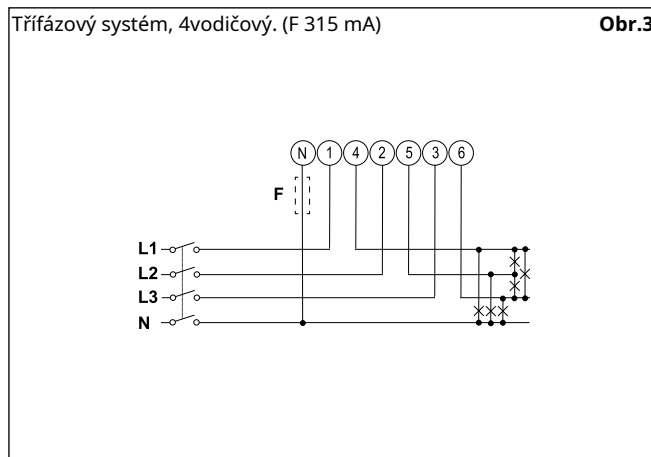 Třífázový systém, 4vodičový. (F 315 mA) Obr.3
N 1 4 2 5 3 6
F
L1
L2
L3
N